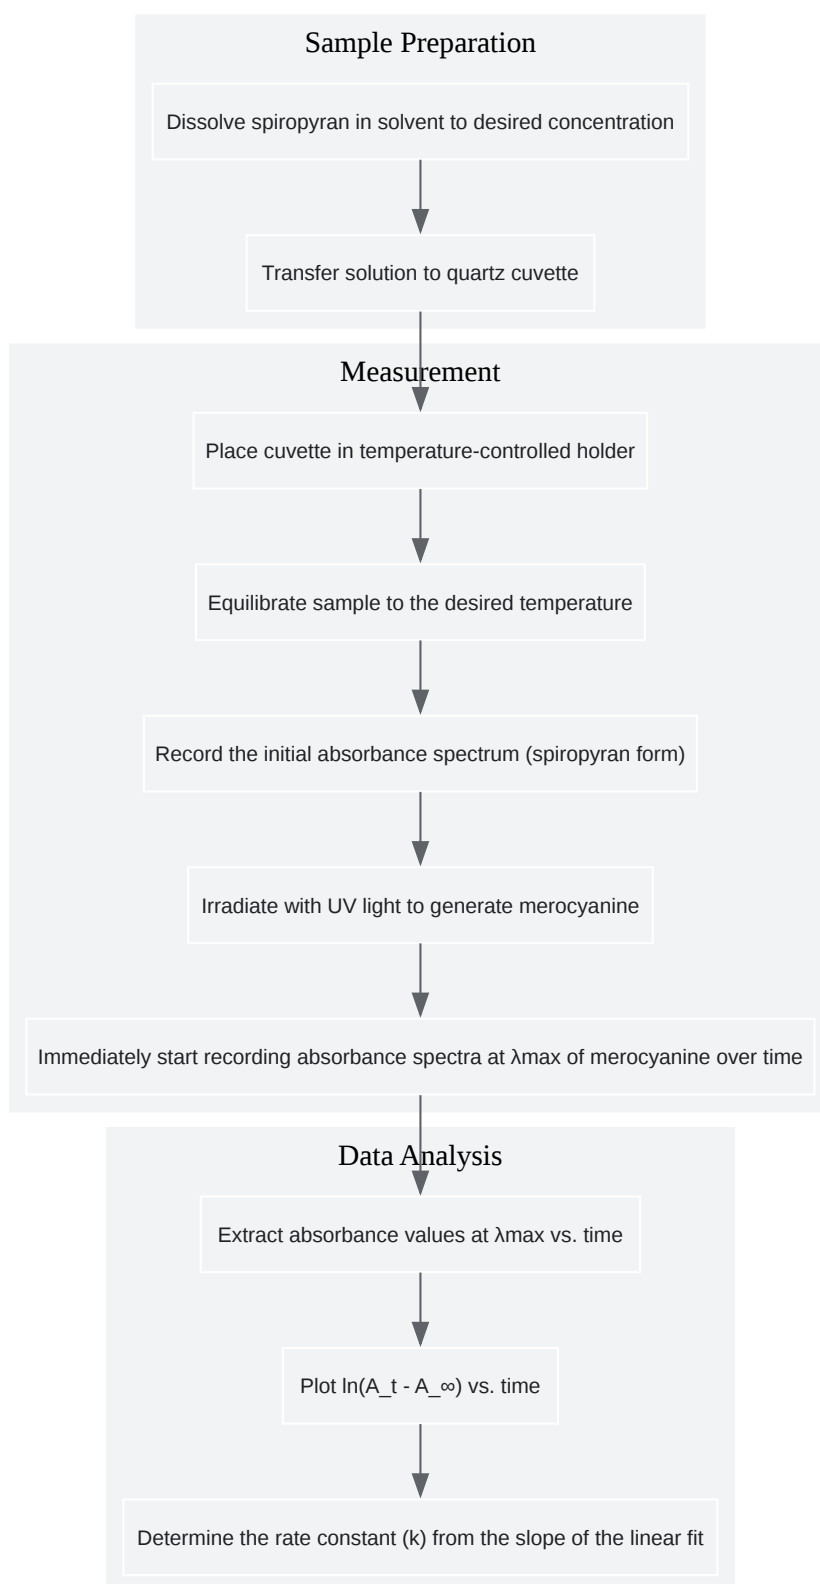 Sample Preparation
Dissolve spiropyran in solvent to desired concentration
Transfer solution to quartz cuvette
Measurement
Place cuvette in temperature-controlled holder
Equilibrate sample to the desired temperature
Record the initial absorbance spectrum (spiropyran form)
Irradiate with UV light to generate merocyanine
Immediately start recording absorbance spectra at λmax of merocyanine over time
Data Analysis
Extract absorbance values at λmax vs. time
Plot ln(A_t - A_∞) vs. time
Determine the rate constant (k) from the slope of the linear fit